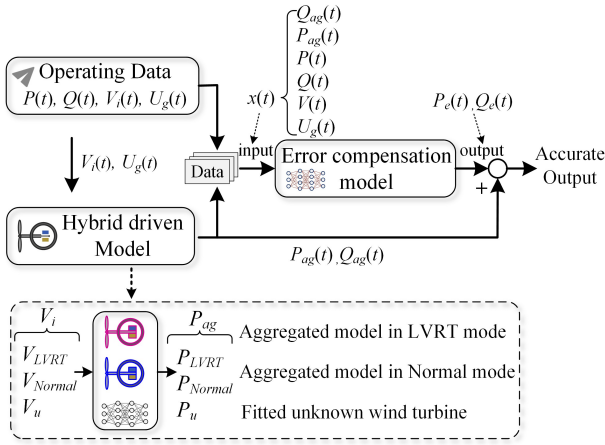 Operating Data
P(t), Q(t), V_i(t), U_g(t)
V_i(t), U_g(t)
Hybrid driven
Model
Data
x(t)
Q_ag(t)
P_ag(t)
P(t)
Q(t)
V(t)
U_g(t)
input
Error compensation
model
output
P_e(t), Q_e(t)
+
Accurate
Output
P_ag(t), Q_ag(t)
V_i
V_LVRT
V_Normal
V_u
P_ag
P_LVRT
P_Normal
P_u
Aggregated model in LVRT mode
Aggregated model in Normal mode
Fitted unknown wind turbine